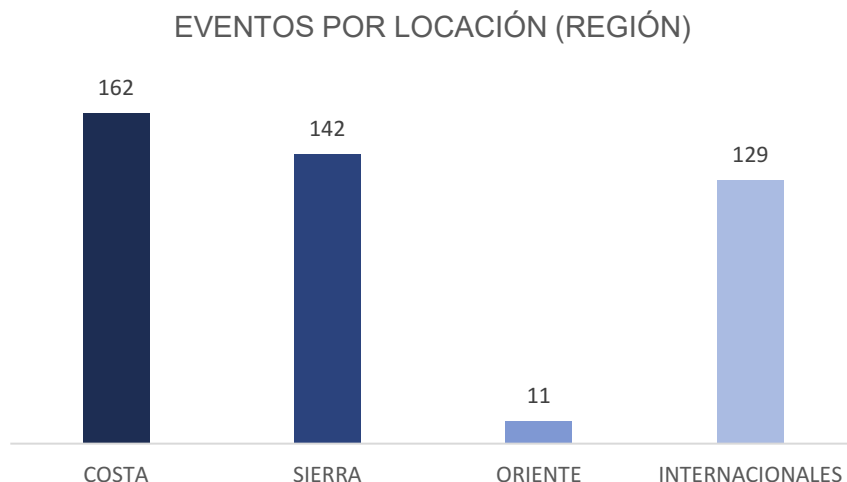 EVENTOS POR LOCACIÓN (REGIÓN)
162
142
11
129
COSTA
SIERRA
ORIENTE
INTERNACIONALES